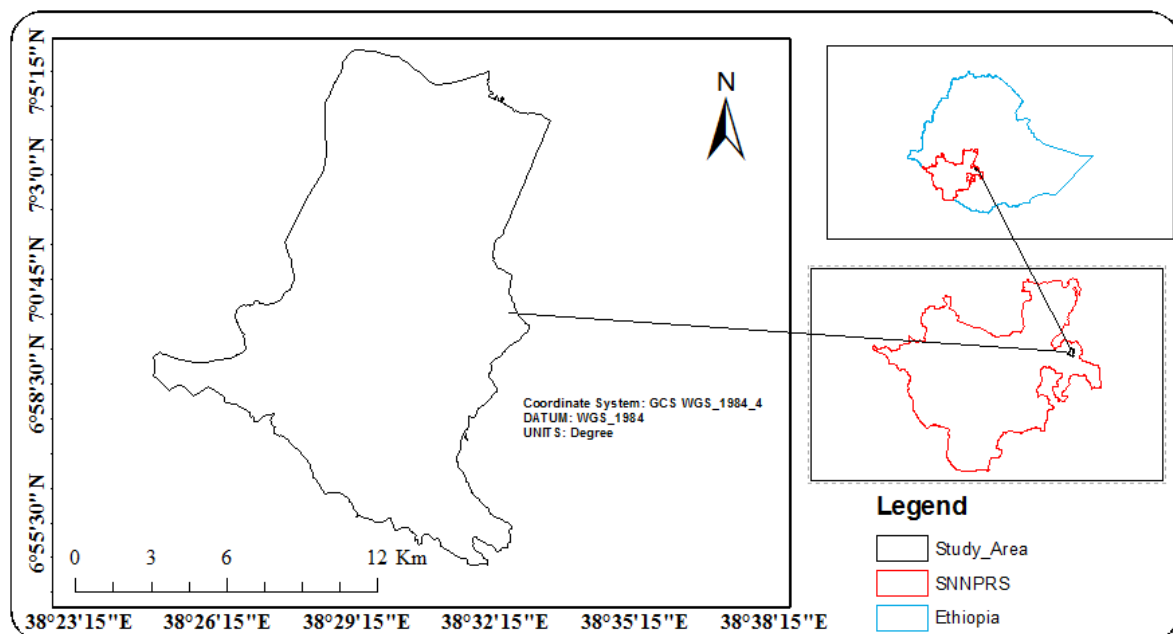 7°5'15"N
7°3'0"N
7°0'45"N
6°58'30"N
6°55'30"N
N
Coordinate System: GCS WGS_1984_4
DATUM: WGS_1984
UNITS: Degree
0 3 6 12 Km
38°23'15"E 38°26'15"E 38°29'15"E 38°32'15"E 38°35'15"E 38°38'15"E
Legend
Study_Area
SNNPRS
Ethiopia